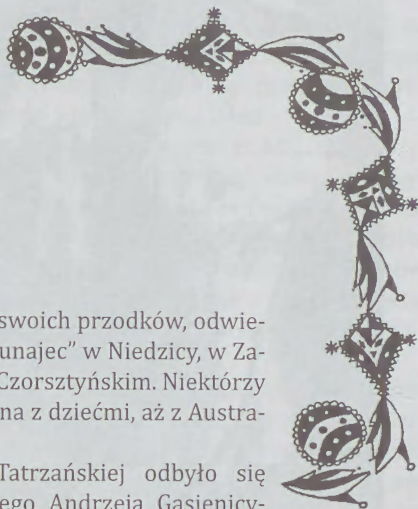 swoich przodków, odwie-
unajec” w Niedzicy, w Za-
Czorsztyńskim. Niektórzy
na z dziećmi, aż z Austra-
Tatrzańskiej odbyło się
ego Andrzeja Gąsienicy-